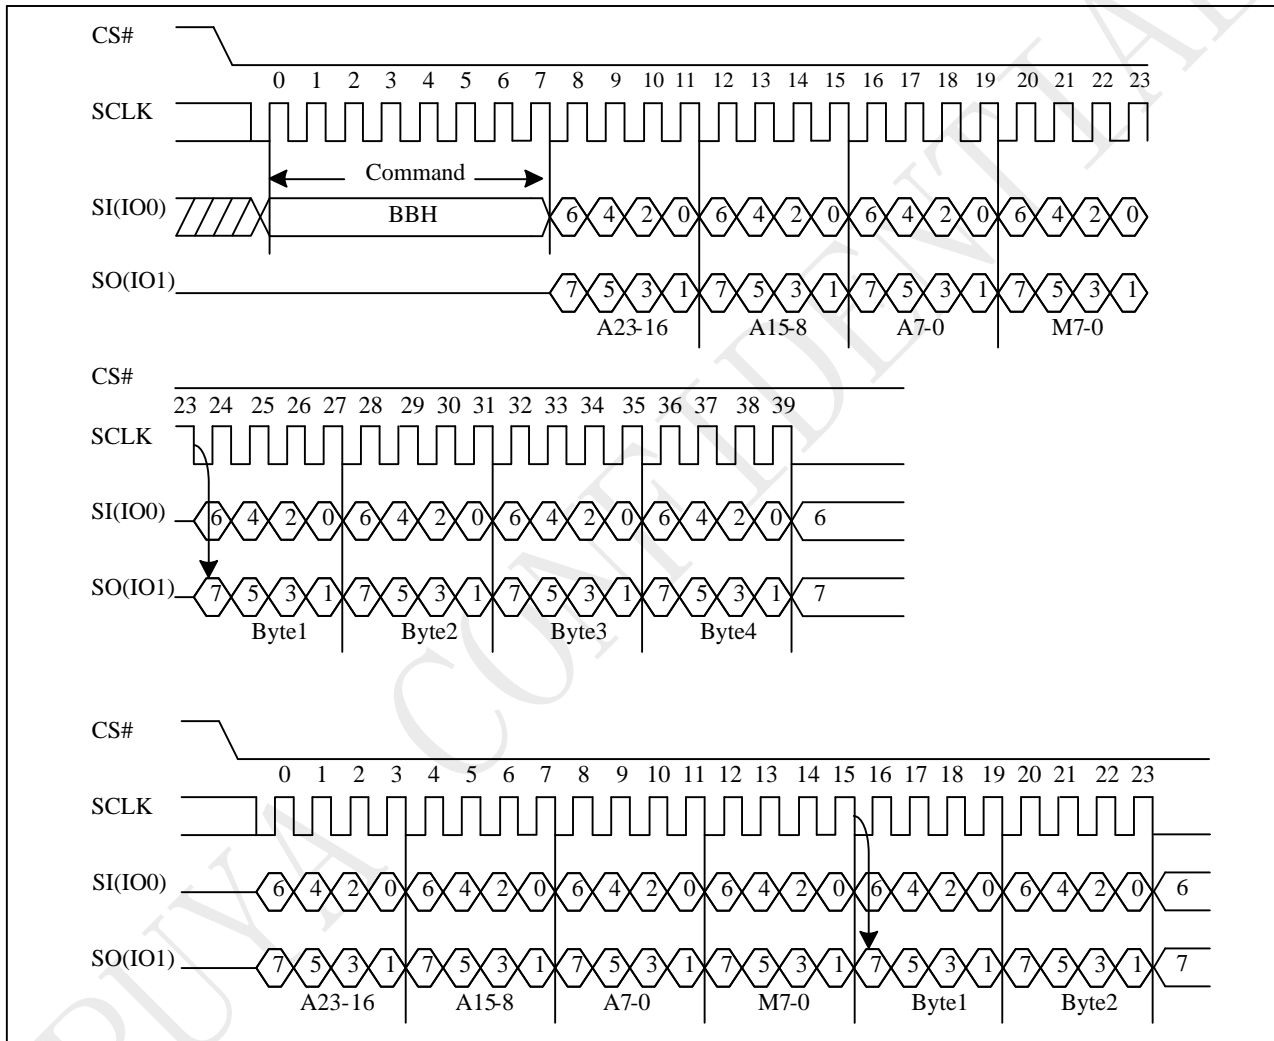 CS#
0 1 2 3 4 5 6 7 8 9 10 11 12 13 14 15 16 17 18 19 20 21 22 23
SCLK
Command
SI(IO0) BBH 6 4 2 0 6 4 2 0 6 4 2 0 6 4 2 0
SO(IO1) 7 5 3 1 7 5 3 1 7 5 3 1 7 5 3 1
A23-16 A15-8 A7-0 M7-0
CS#
23 24 25 26 27 28 29 30 31 32 33 34 35 36 37 38 39
SCLK
SI(IO0) 6 4 2 0 6 4 2 0 6 4 2 0 6 4 2 0 6
SO(IO1) 7 5 3 1 7 5 3 1 7 5 3 1 7 5 3 1 7
Byte1 Byte2 Byte3 Byte4
CS#
0 1 2 3 4 5 6 7 8 9 10 11 12 13 14 15 16 17 18 19 20 21 22 23
SCLK
SI(IO0) 6 4 2 0 6 4 2 0 6 4 2 0 6 4 2 0 6 4 2 0 6 4 2 0 6
SO(IO1) 7 5 3 1 7 5 3 1 7 5 3 1 7 5 3 1 7 5 3 1 7 5 3 1 7
A23-16 A15-8 A7-0 M7-0 Byte1 Byte2
PUYA CONFIDENTIAL